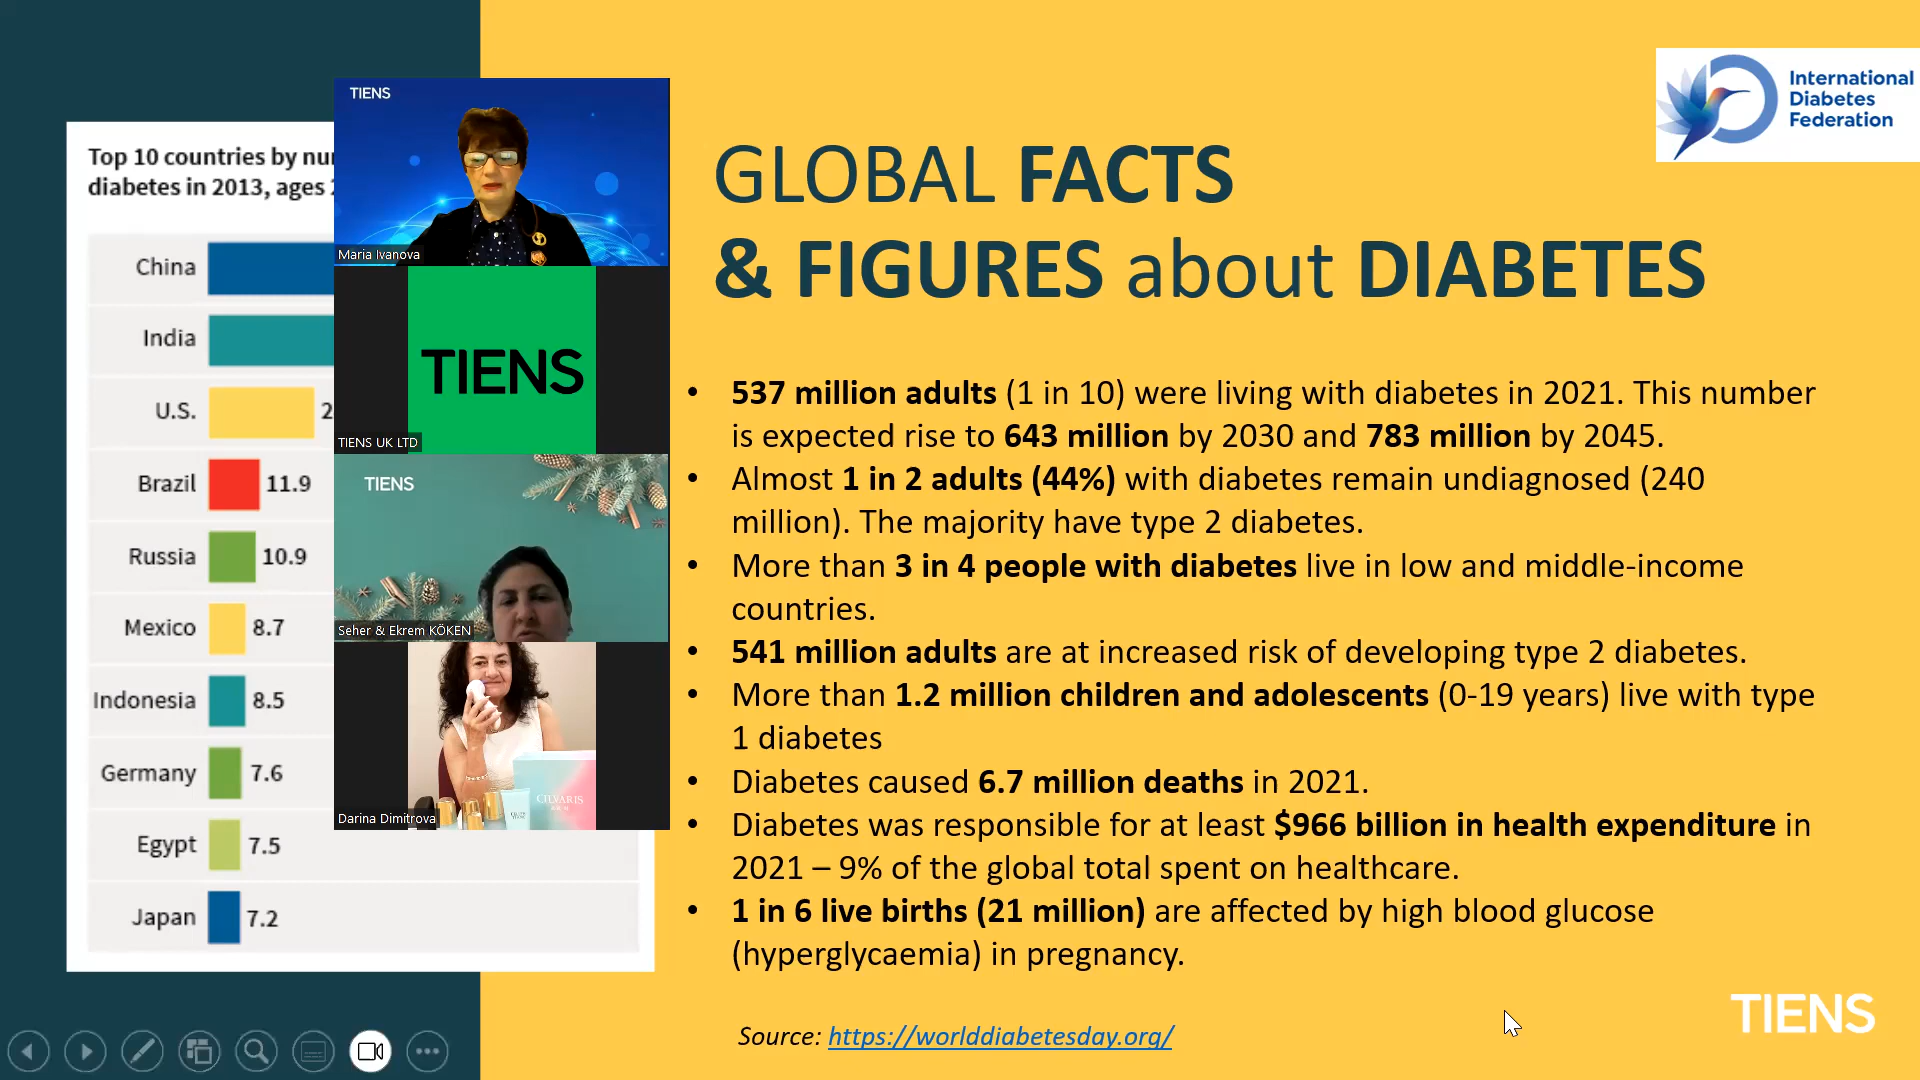 International
Diabetes
Federation
GLOBAL FACTS
& FIGURES about DIABETES
Top 10 countries by
diabetes in 2013, ages
China
India
U.S.
Brazil 11.9
Russia 10.9
Mexico 8.7
Indonesia 8.5
Germany 7.6
Egypt 7.5
Japan 7.2
TIENS
Maria Ivanova
TIENS
TIENS UK LTD
TIENS
Seher & Ekrem KÖKEN
CILVARIS
Darina Dimitrova
• 537 million adults (1 in 10) were living with diabetes in 2021. This number
is expected rise to 643 million by 2030 and 783 million by 2045.
• Almost 1 in 2 adults (44%) with diabetes remain undiagnosed (240
million). The majority have type 2 diabetes.
• More than 3 in 4 people with diabetes live in low and middle-income
countries.
• 541 million adults are at increased risk of developing type 2 diabetes.
• More than 1.2 million children and adolescents (0-19 years) live with type
1 diabetes
• Diabetes caused 6.7 million deaths in 2021.
• Diabetes was responsible for at least $966 billion in health expenditure in
2021 – 9% of the global total spent on healthcare.
• 1 in 6 live births (21 million) are affected by high blood glucose
(hyperglycaemia) in pregnancy.
Source: https://worlddiabetesday.org/
TIENS